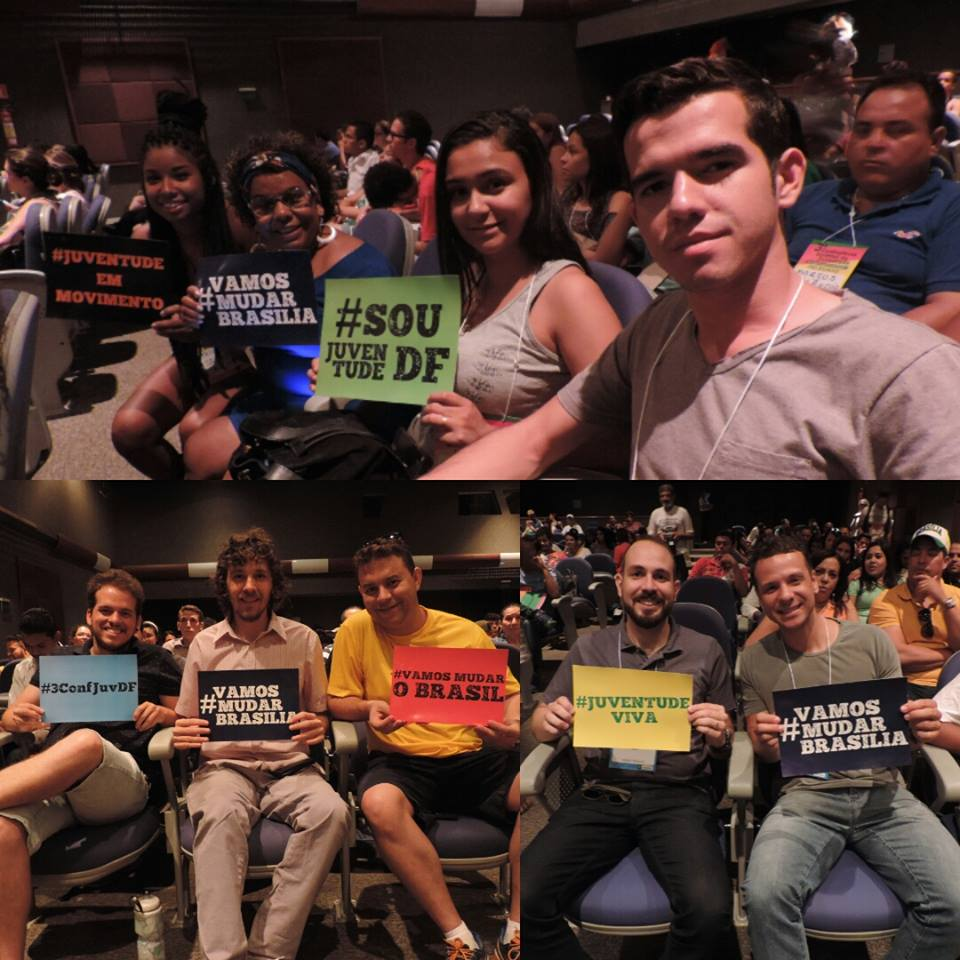 #JUVENTUDE
EM
MOVIMENTO
#VAMOS
MUDAR
BRASILIA
#SOU
JUVEN
TUDE DF
#3ConfJuvDF
#VAMOS
MUDAR
BRASILIA
#VAMOS MUDAR
O BRASIL
#JUVENTUDE
VIVA
#VAMOS
MUDAR
BRASILIA